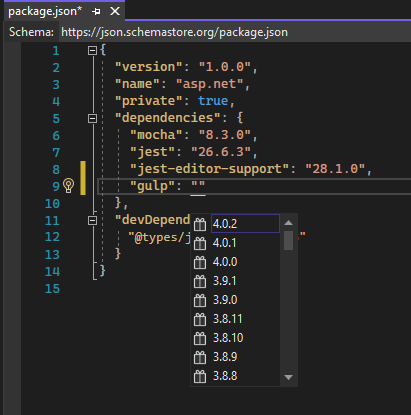 package.json*
Schema: https://json.schemastore.org/package.json
1 {
2 "version": "1.0.0",
3 "name": "asp.net",
4 "private": true,
5 "dependencies": {
6 "mocha": "8.3.0",
7 "jest": "26.6.3",
8 "jest-editor-support": "28.1.0",
9 "gulp": ""
10 },
11 "devDepend
12 "@types/j "
13 }
14 }
15
4.0.2
4.0.1
4.0.0
3.9.1
3.9.0
3.8.11
3.8.10
3.8.9
3.8.8